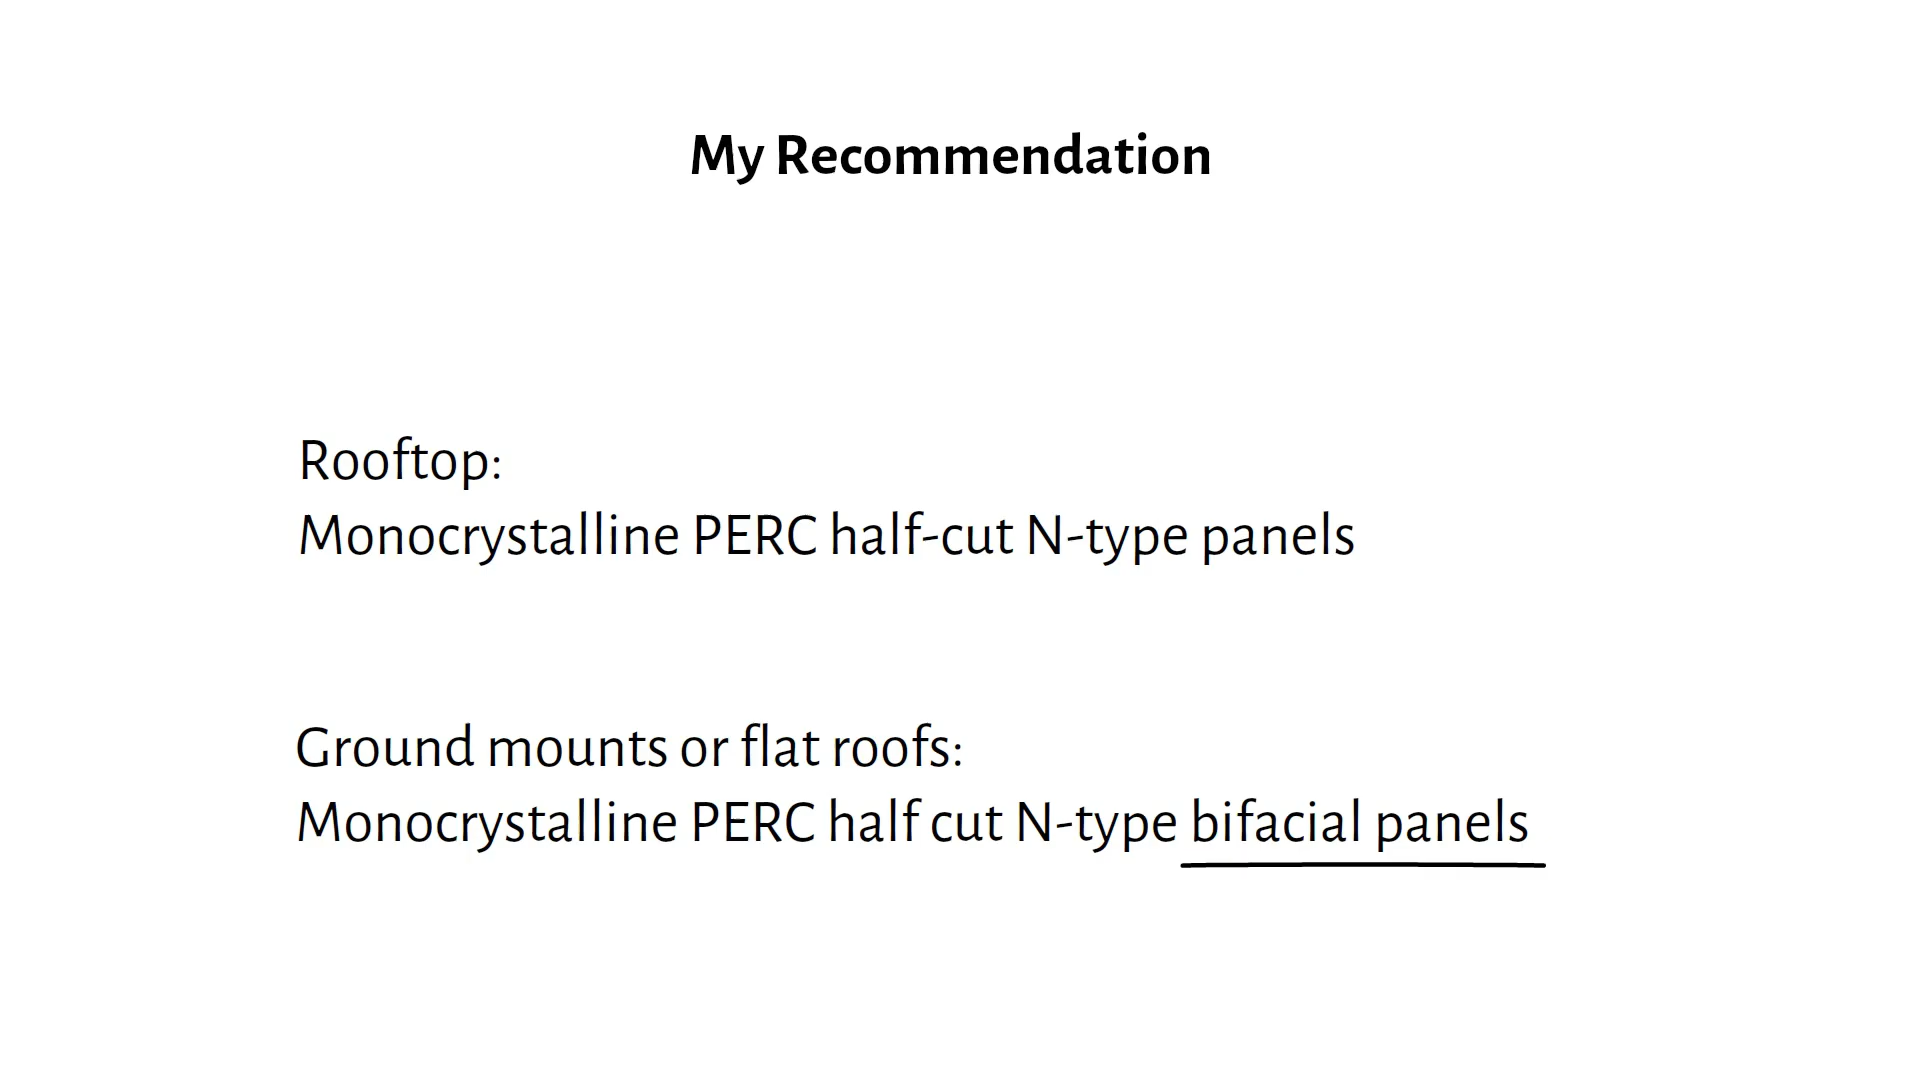 My Recommendation
Rooftop:
Monocrystalline PERC half-cut N-type panels
Ground mounts or flat roofs:
Monocrystalline PERC half cut N-type bifacial panels